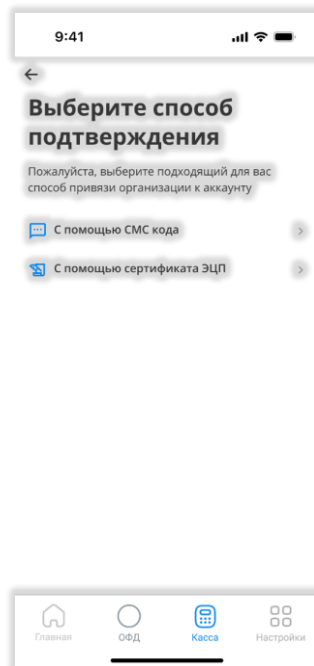 9:41
Выберите способ
подтверждения
Пожалуйста, выберите подходящий для вас
способ привязи организации к аккаунту
С помощью СМС кода
С помощью сертификата ЭЦП
Главная ОФД Касса Настройки